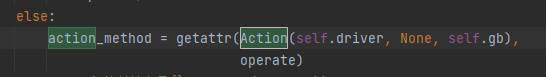 else:
action_method = getattr(Action(self.driver, None, self.gb),
operate)